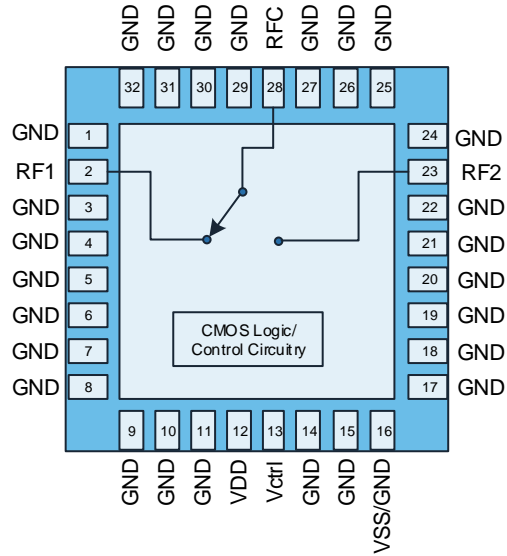 GND GND GND GND RFC GND GND GND
32 31 30 29 28 27 26 25
GND 1 24 GND
RF1 2 23 RF2
GND 3 22 GND
GND 4 21 GND
GND 5 20 GND
GND 6 19 GND
CMOS Logic/
Control Circuitry
GND 7 18 GND
GND 8 17 GND
9 10 11 12 13 14 15 16
GND GND GND VDD Vctrl GND GND VSS/GND